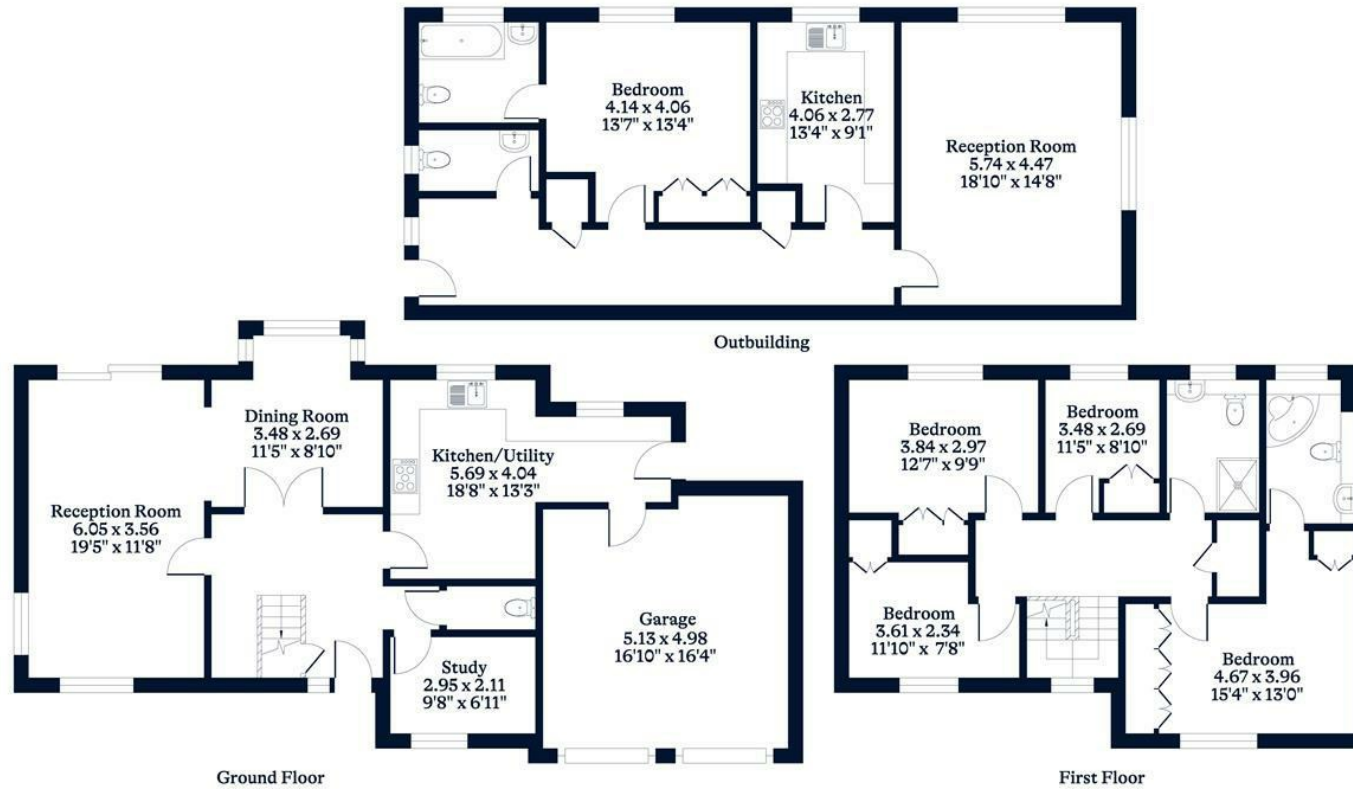 Bedroom
4.14 x 4.06
13'7" x 13'4"
Kitchen
4.06 x 2.77
13'4" x 9'1"
Reception Room
5.74 x 4.47
18'10" x 14'8"
Outbuilding
Dining Room
3.48 x 2.69
11'5" x 8'10"
Kitchen/Utility
5.69 x 4.04
18'8" x 13'3"
Reception Room
6.05 x 3.56
19'5" x 11'8"
Garage
5.13 x 4.98
16'10" x 16'4"
Study
2.95 x 2.11
9'8" x 6'11"
Ground Floor
Bedroom
3.84 x 2.97
12'7" x 9'9"
Bedroom
3.48 x 2.69
11'5" x 8'10"
Bedroom
3.61 x 2.34
11'10" x 7'8"
Bedroom
4.67 x 3.96
15'4" x 13'0"
First Floor